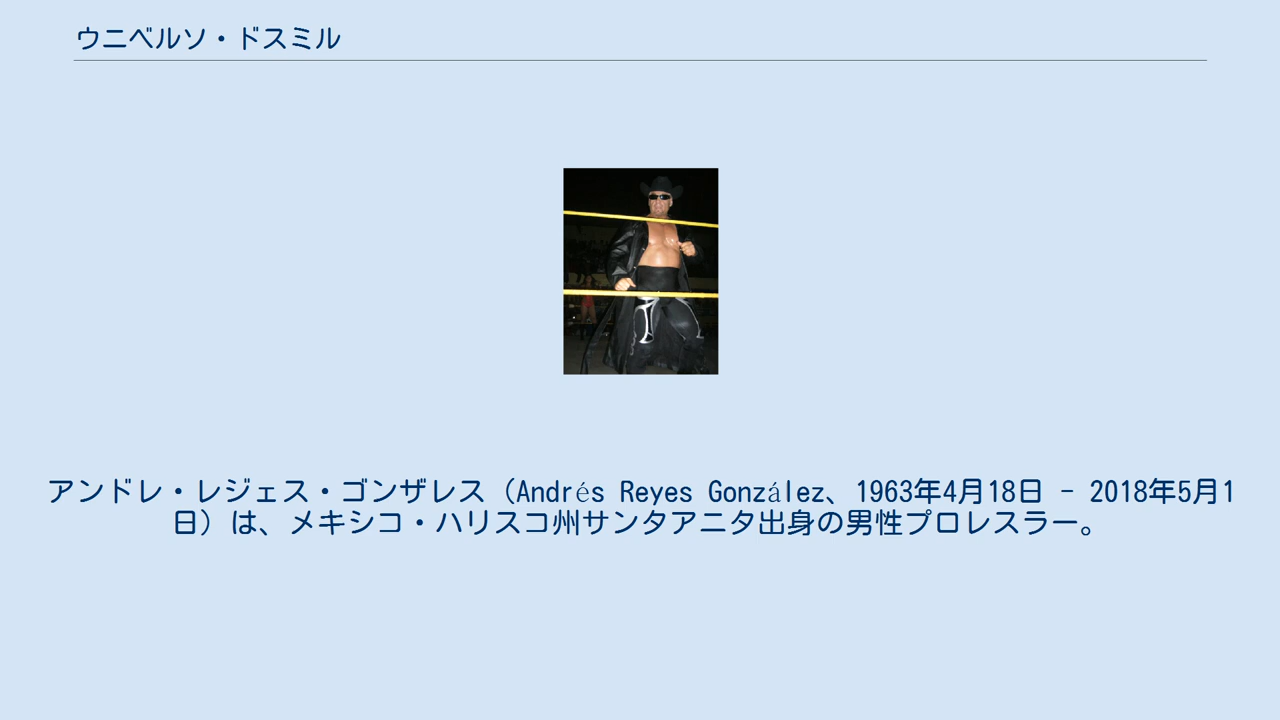 ウニベルソ・ドスミル
アンドレ・レジェス・ゴンザレス（Andrés Reyes González、1963年4月18日 - 2018年5月1
日）は、メキシコ・ハリスコ州サンタアニタ出身の男性プロレスラー。